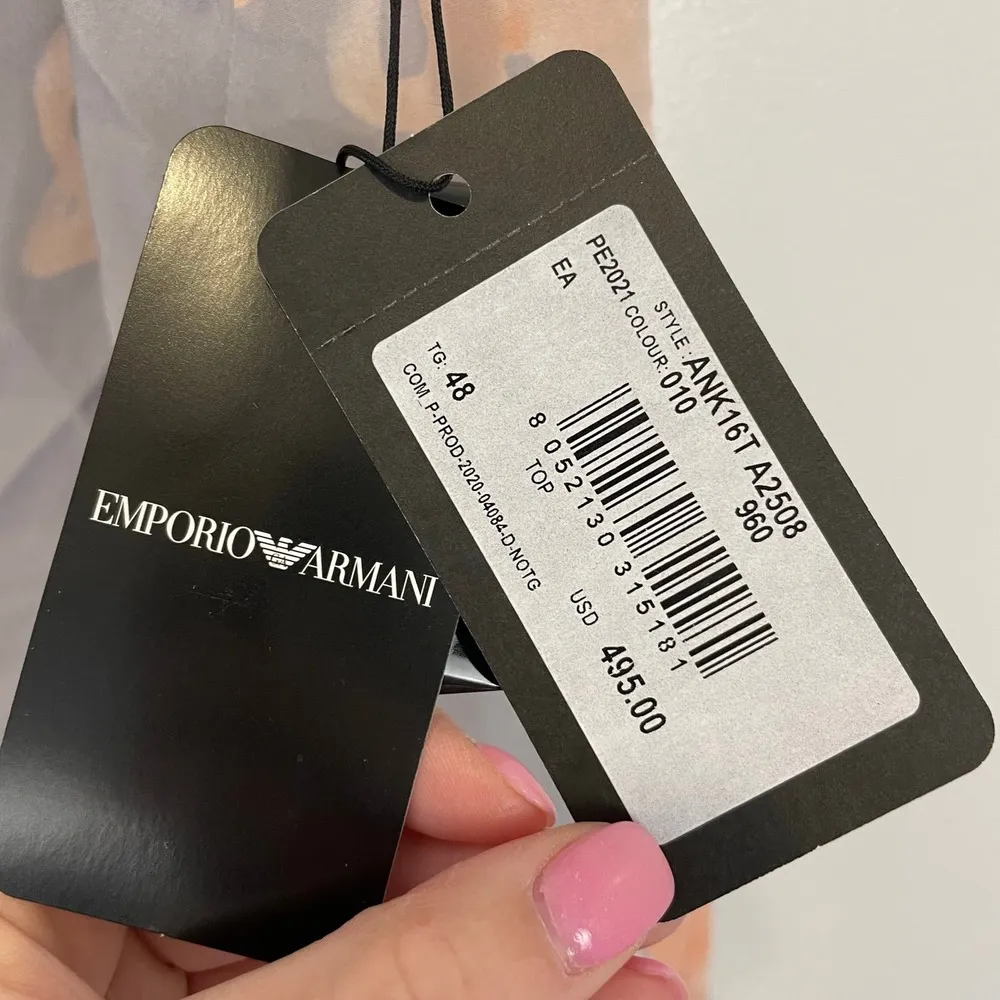 EMPORIO ARMANI
PE2021 STYLE: ANK16T A2508
EA COLOUR: 010 960
8 052130 315181
TG: 48 TOP USD 495.00
COM_P-PROD-2020-04084-D-NOTG